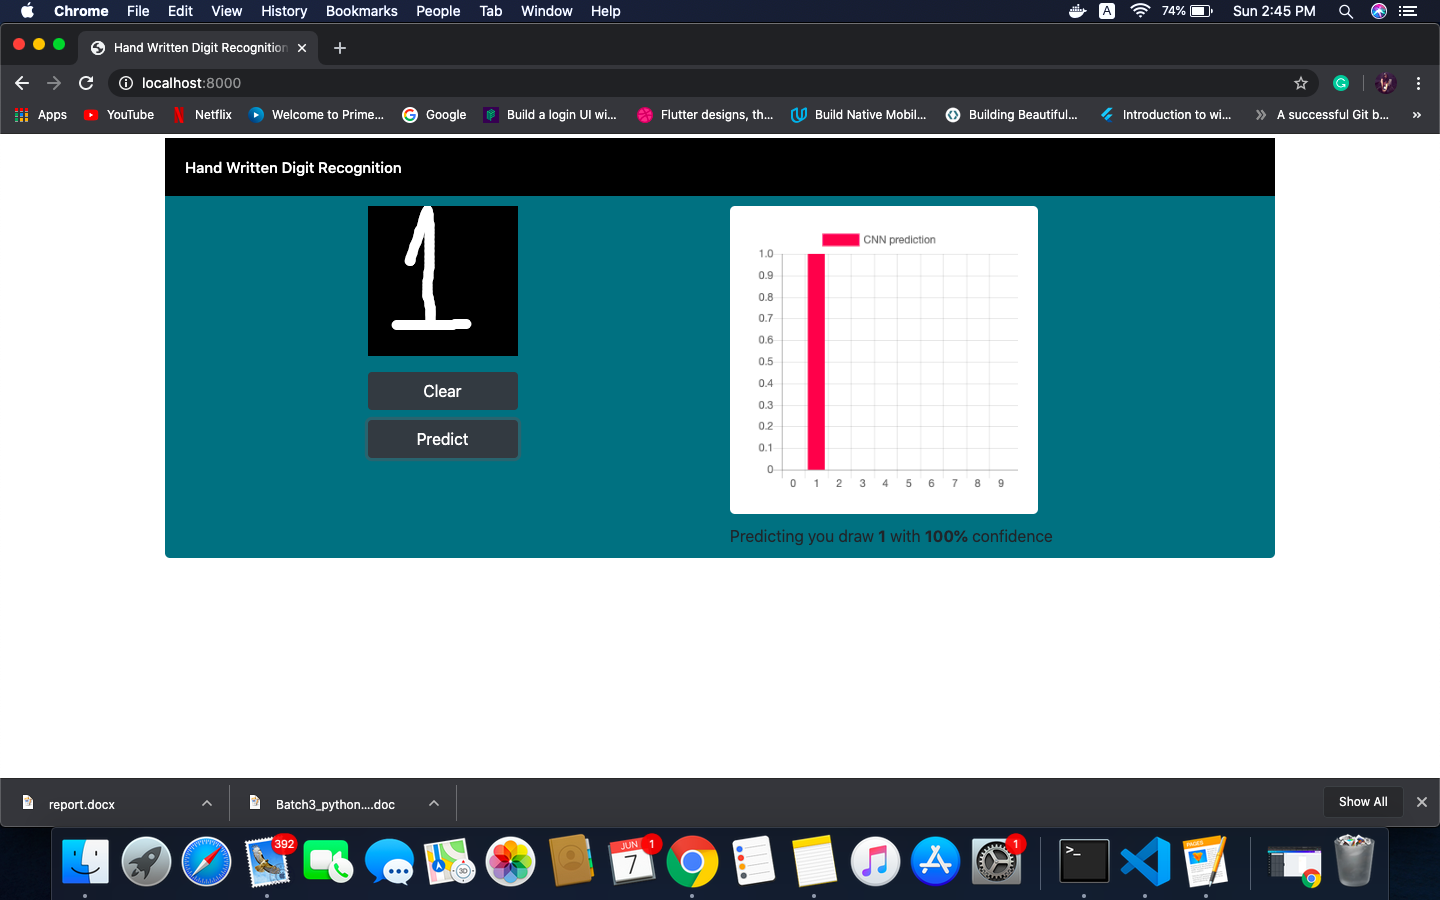 Chrome File Edit View History Bookmarks People Tab Window Help A 74% Sun 2:45 PM
Hand Written Digit Recognition
localhost:8000
Apps YouTube Netflix Welcome to Prime... Google Build a login UI wi... Flutter designs, th... Build Native Mobil... Building Beautiful... Introduction to wi... A successful Git b... »
Hand Written Digit Recognition
1
Clear
Predict
CNN prediction
1.0
0.9
0.8
0.7
0.6
0.5
0.4
0.3
0.2
0.1
0
0 1 2 3 4 5 6 7 8 9
Predicting you draw 1 with 100% confidence
report.docx Batch3_python....doc Show All
392 JUN 7 1 1 >_ PAGES
3D